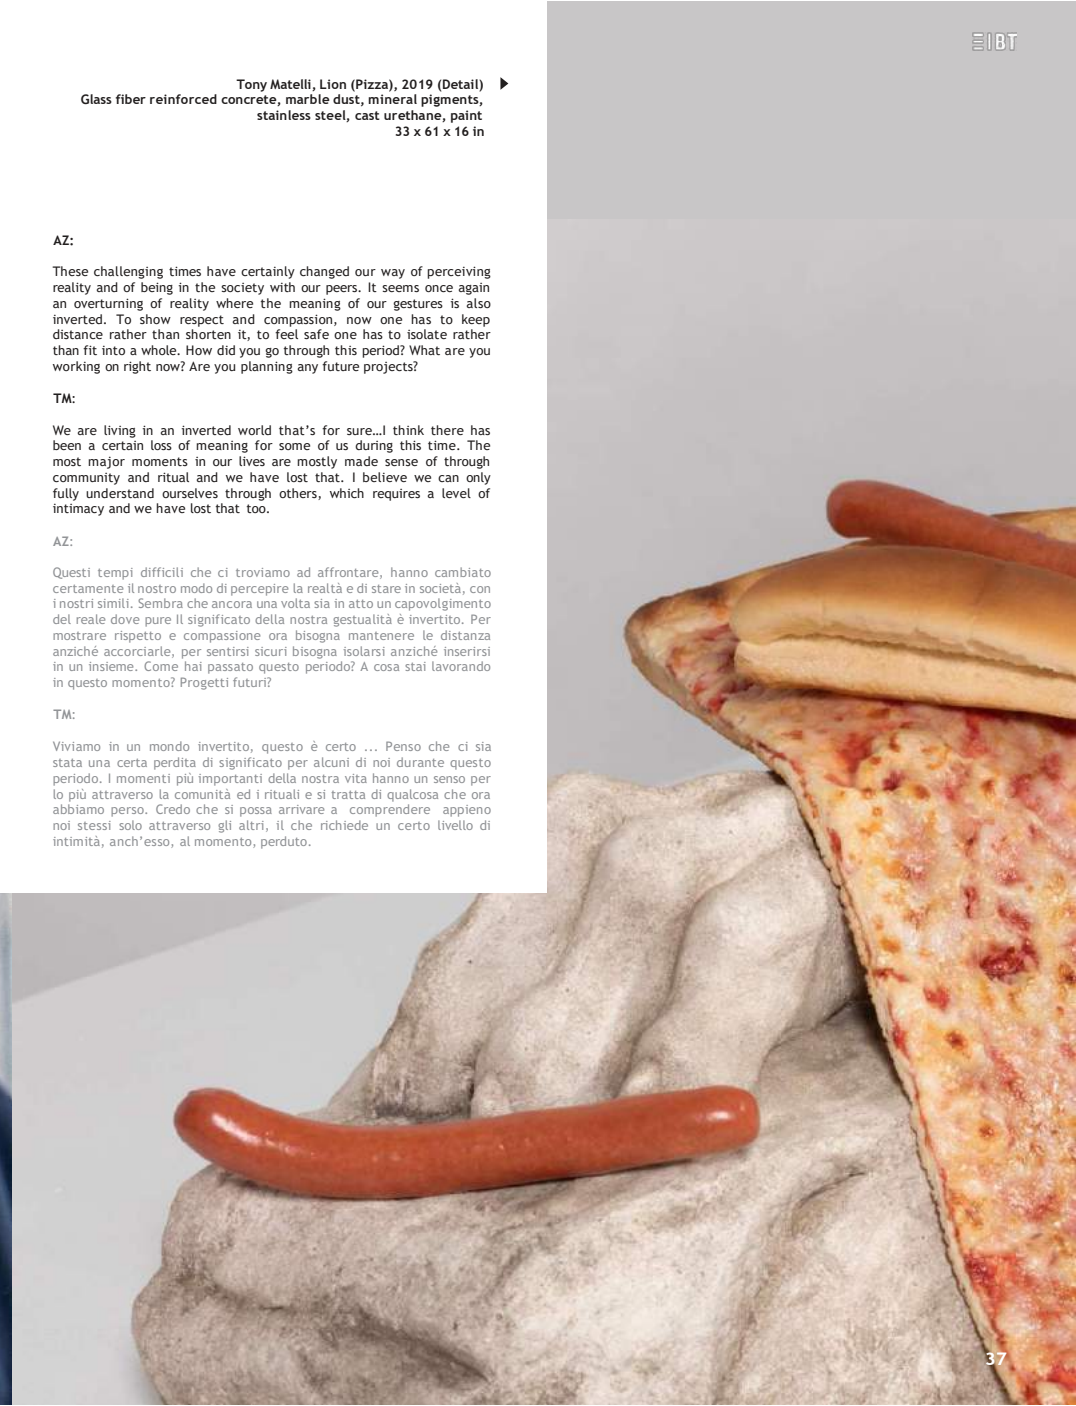 ΞIBT
Tony Matelli, Lion (Pizza), 2019 (Detail)
Glass fiber reinforced concrete, marble dust, mineral pigments,
stainless steel, cast urethane, paint
33 x 61 x 16 in
AZ:
These challenging times have certainly changed our way of perceiving
reality and of being in the society with our peers. It seems once again
an overturning of reality where the meaning of our gestures is also
inverted. To show respect and compassion, now one has to keep
distance rather than shorten it, to feel safe one has to isolate rather
than fit into a whole. How did you go through this period? What are you
working on right now? Are you planning any future projects?
TM:
We are living in an inverted world that’s for sure…I think there has
been a certain loss of meaning for some of us during this time. The
most major moments in our lives are mostly made sense of through
community and ritual and we have lost that. I believe we can only
fully understand ourselves through others, which requires a level of
intimacy and we have lost that too.
AZ:
Questi tempi difficili che ci troviamo ad affrontare, hanno cambiato
certamente il nostro modo di percepire la realtà e di stare in società, con
i nostri simili. Sembra che ancora una volta sia in atto un capovolgimento
del reale dove pure Il significato della nostra gestualità è invertito. Per
mostrare rispetto e compassione ora bisogna mantenere le distanza
anziché accorciarle, per sentirsi sicuri bisogna isolarsi anziché inserirsi
in un insieme. Come hai passato questo periodo? A cosa stai lavorando
in questo momento? Progetti futuri?
TM:
Viviamo in un mondo invertito, questo è certo ... Penso che ci sia
stata una certa perdita di significato per alcuni di noi durante questo
periodo. I momenti più importanti della nostra vita hanno un senso per
lo più attraverso la comunità ed i rituali e si tratta di qualcosa che ora
abbiamo perso. Credo che si possa arrivare a comprendere appieno
noi stessi solo attraverso gli altri, il che richiede un certo livello di
intimità, anch’esso, al momento, perduto.
37